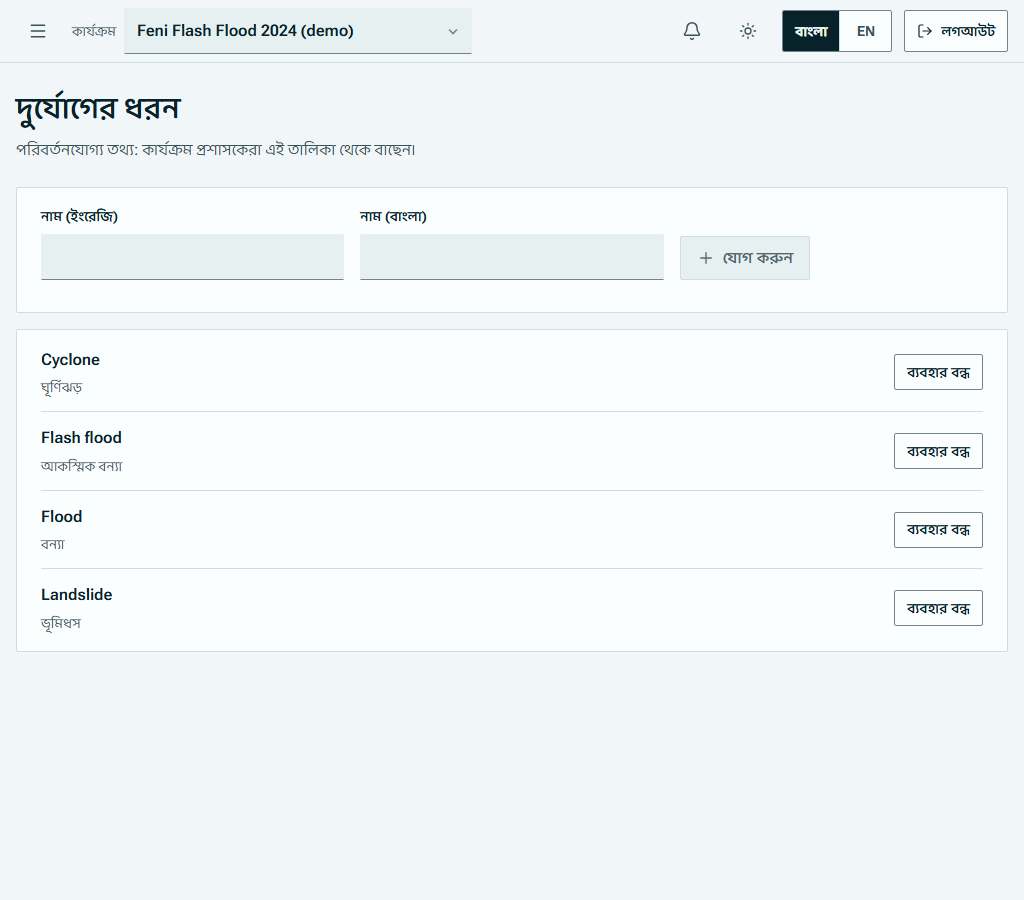 কার্যক্রম
Feni Flash Flood 2024 (demo)
বাংলা
EN
লগআউট
দুর্যোগের ধরন
পরিবর্তনযোগ্য তথ্য: কার্যক্রম প্রশাসকেরা এই তালিকা থেকে বাছেন।
নাম (ইংরেজি)
নাম (বাংলা)
যোগ করুন
Cyclone
ঘূর্ণিঝড়
ব্যবহার বন্ধ
Flash flood
আকস্মিক বন্যা
ব্যবহার বন্ধ
Flood
বন্যা
ব্যবহার বন্ধ
Landslide
ভূমিধস
ব্যবহার বন্ধ